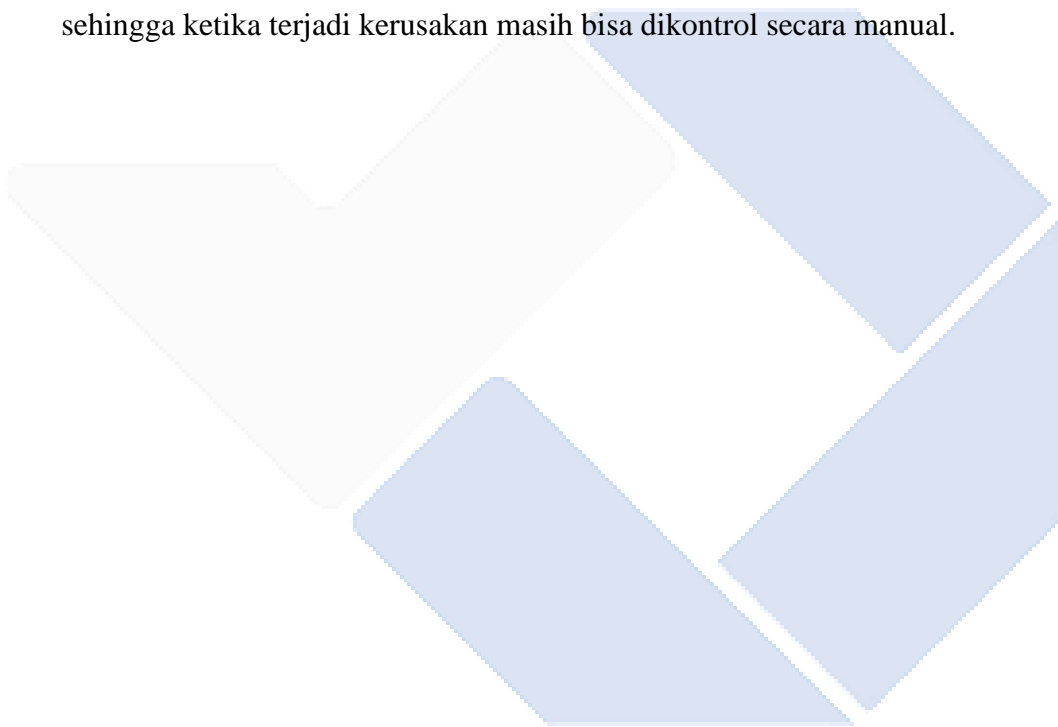 sehingga ketika terjadi kerusakan masih bisa dikontrol secara manual.